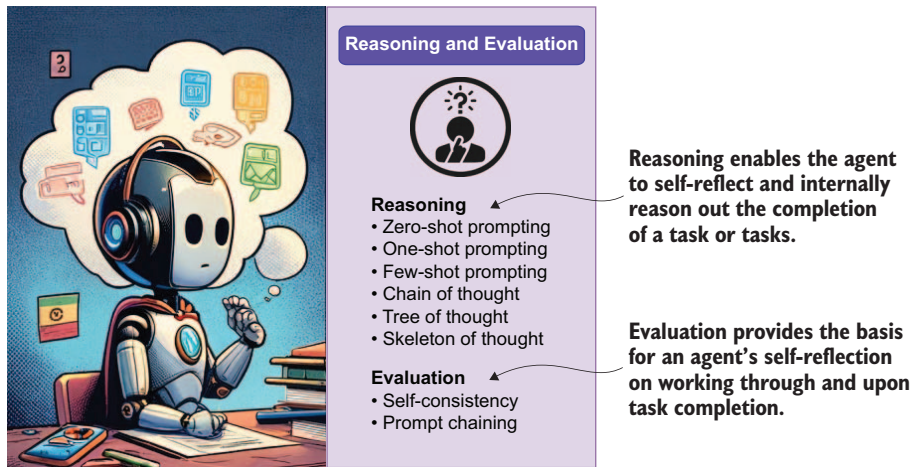 Reasoning and Evaluation
?
Reasoning
• Zero-shot prompting
• One-shot prompting
• Few-shot prompting
• Chain of thought
• Tree of thought
• Skeleton of thought
Evaluation
• Self-consistency
• Prompt chaining
Reasoning enables the agent
to self-reflect and internally
reason out the completion
of a task or tasks.
Evaluation provides the basis
for an agent's self-reflection
on working through and upon
task completion.